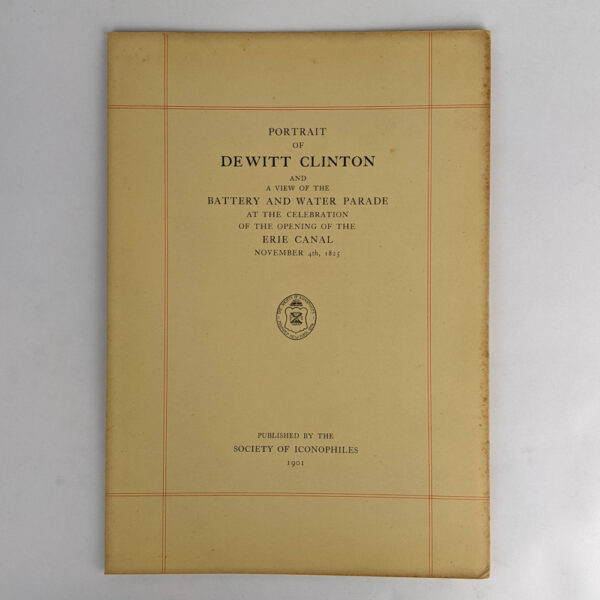 PORTRAIT
OF
DEWITT CLINTON
AND
A VIEW OF THE
BATTERY AND WATER PARADE
AT THE CELEBRATION
OF THE OPENING OF THE
ERIE CANAL
NOVEMBER 4th, 1825
PUBLISHED BY THE
SOCIETY OF ICONOPHILES
1901